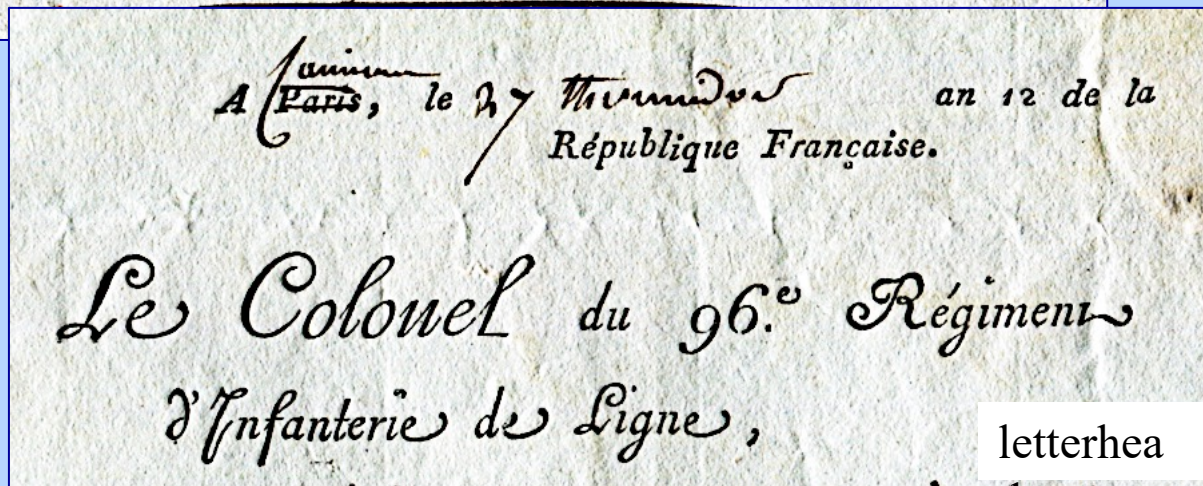 A Paris, le 27 thermidor an 12 de la
République Française.
Le Colonel du 96.e Régiment
d'Infanterie de Ligne,
letterhea